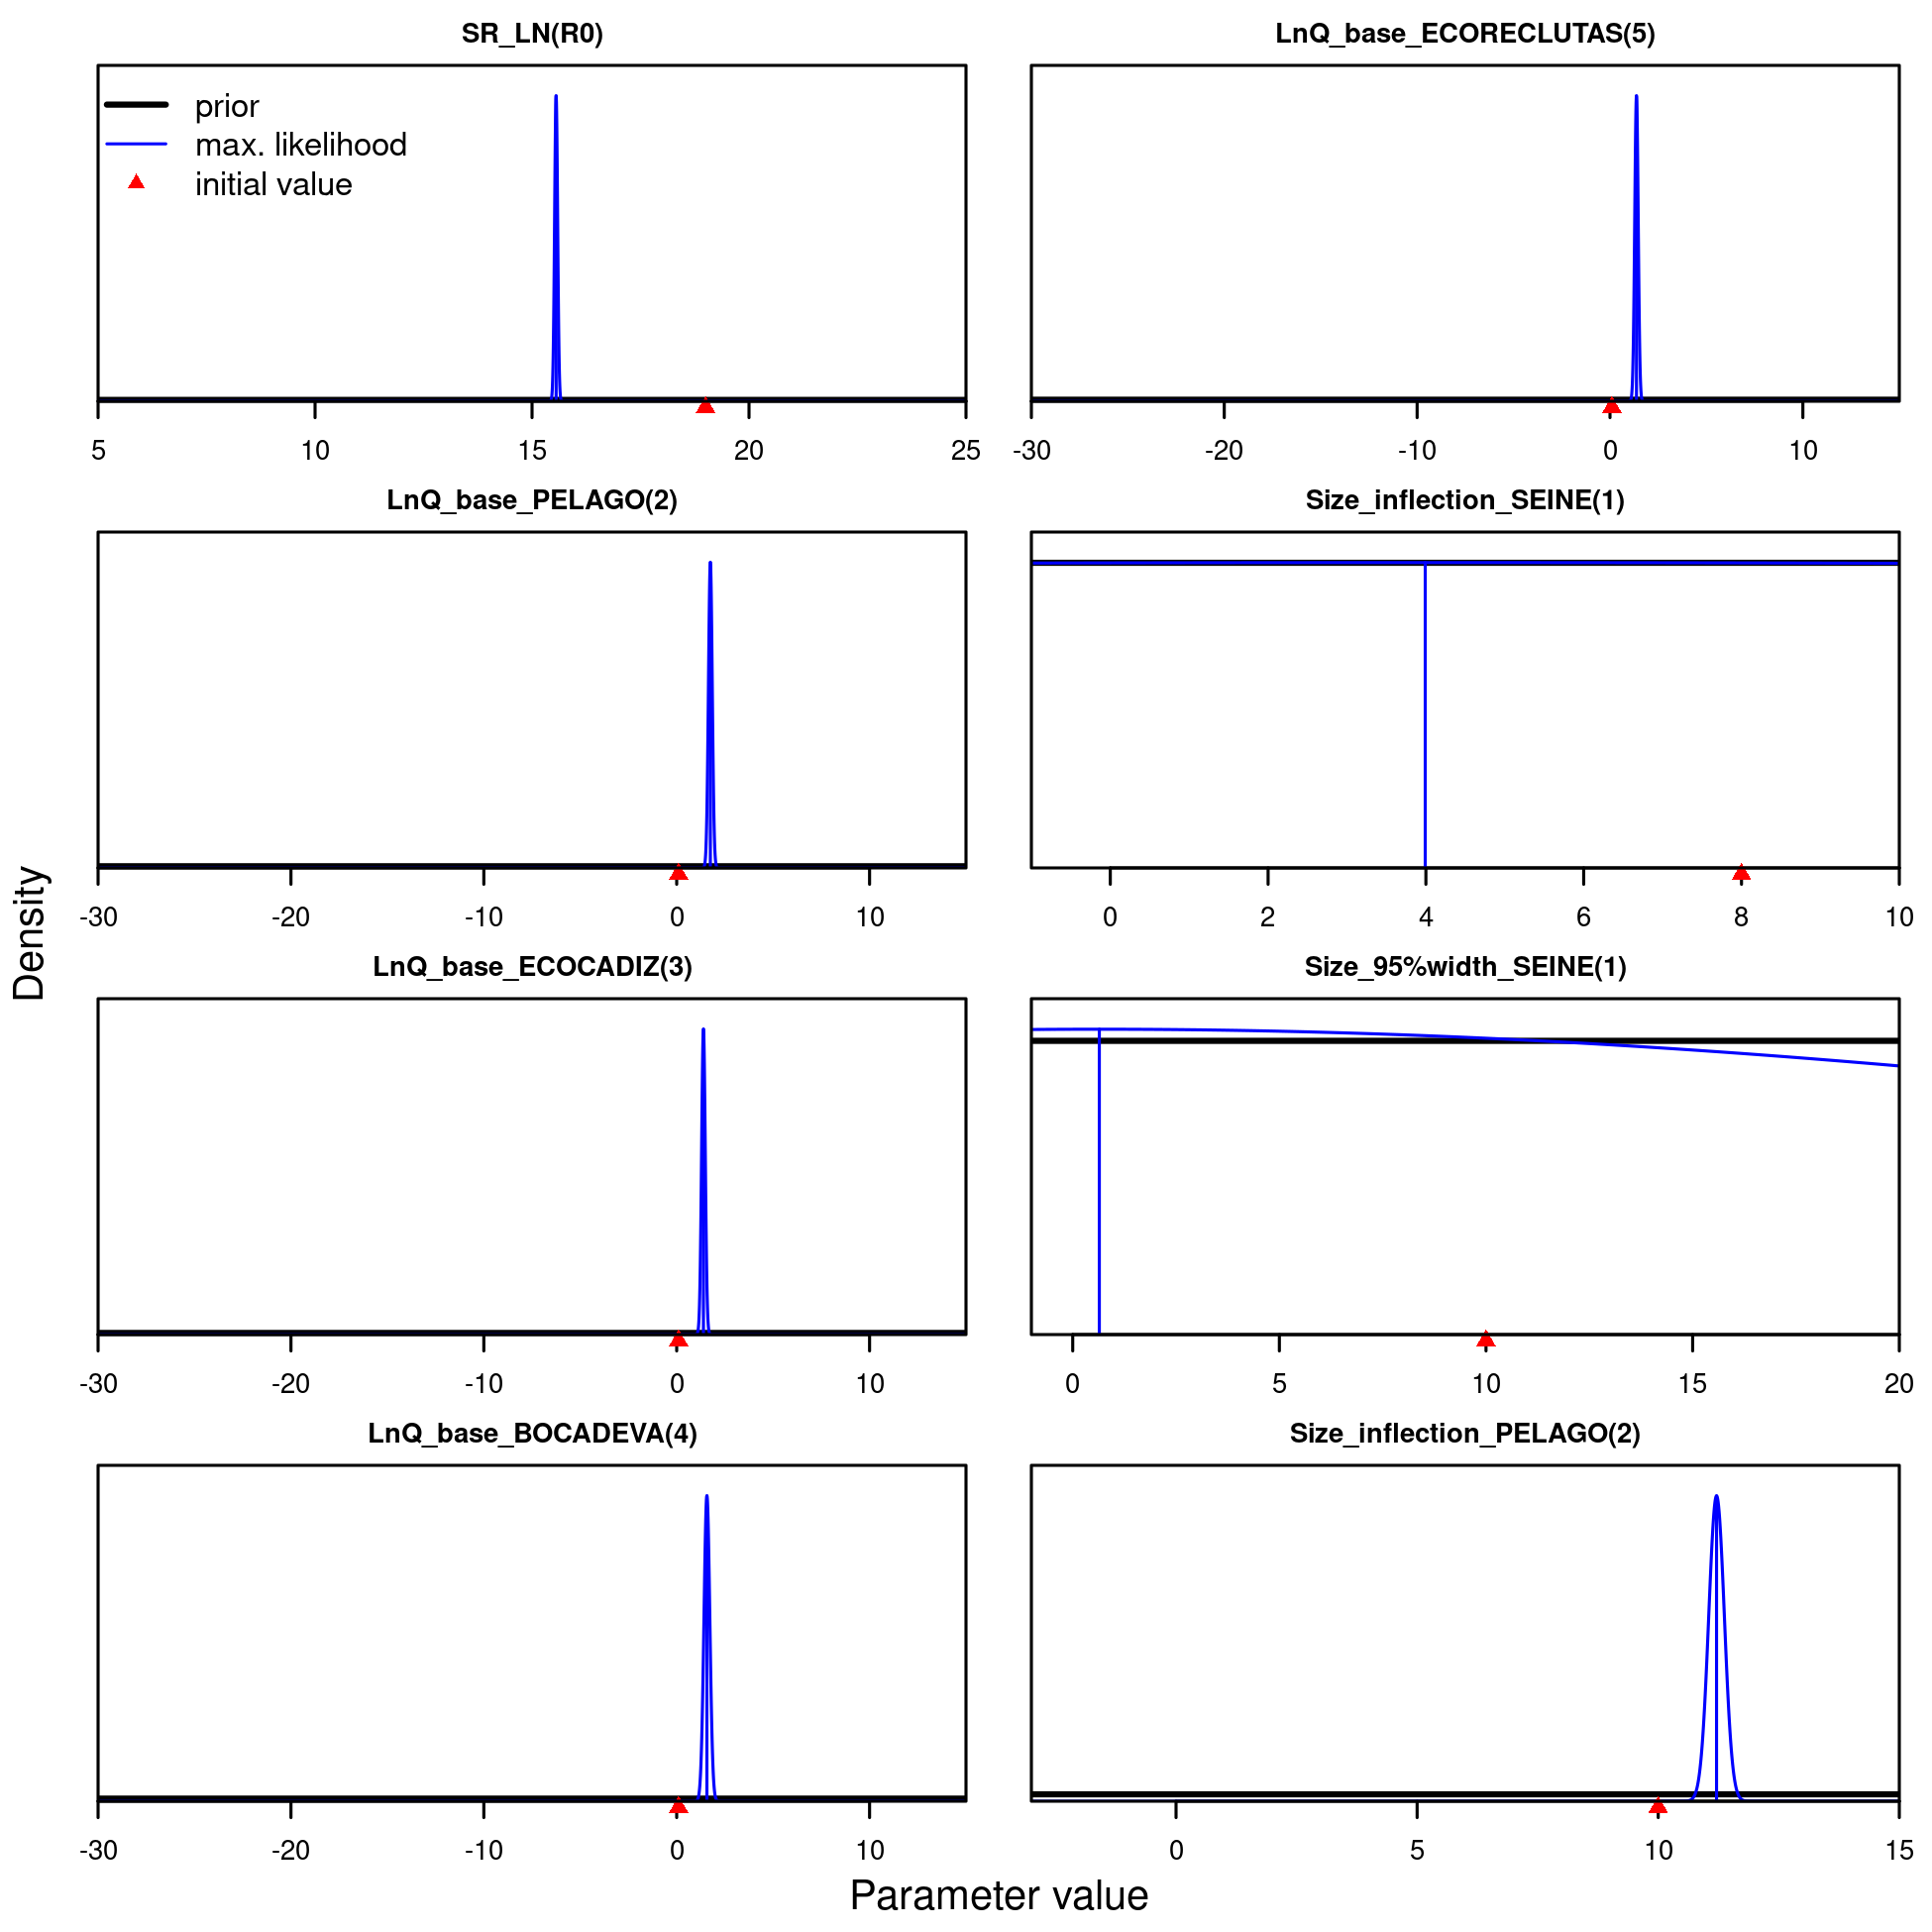 SR_LN(R0)
prior
max. likelihood
initial value
5 10 15 20 25
LnQ_base_ECORECLUTAS(5)
-30 -20 -10 0 10
LnQ_base_PELAGO(2)
-30 -20 -10 0 10
Size_inflection_SEINE(1)
0 2 4 6 8 10
LnQ_base_ECOCADIZ(3)
-30 -20 -10 0 10
Size_95%width_SEINE(1)
0 5 10 15 20
LnQ_base_BOCADEVA(4)
-30 -20 -10 0 10
Size_inflection_PELAGO(2)
0 5 10 15
Density
Parameter value